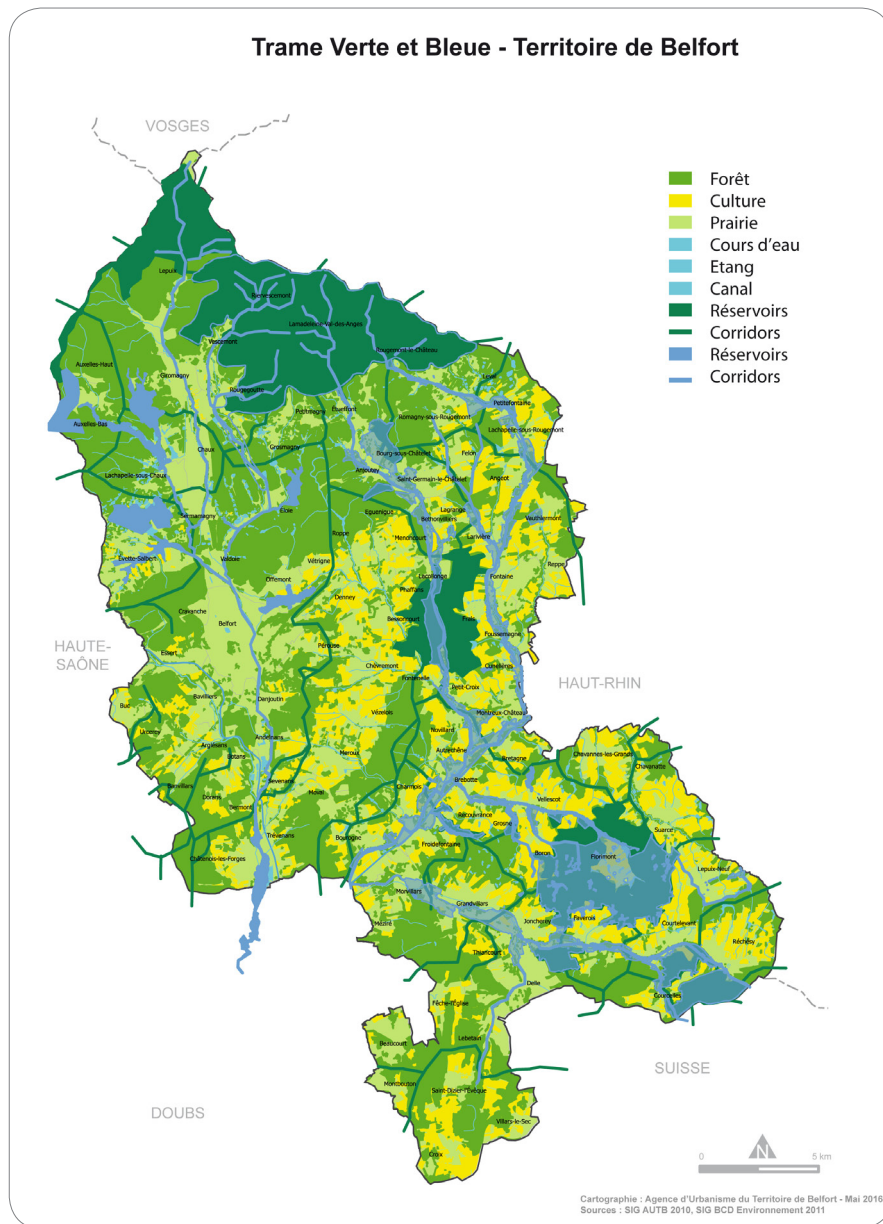 Trame Verte et Bleue - Territoire de Belfort
VOSGES
Forêt
Culture
Prairie
Cours d'eau
Etang
Canal
Réservoirs
Corridors
Réservoirs
Corridors
Lepuix
Riervescemont
Lamadeleine-Val-des-Anges
Vescemont
Rougemont-le-Château
Auxelles-Haut
Giromagny
Leval
Rougegoutte
Petitefontaine
Petitmagny
Etueffont
Romagny-sous-Rougemont
Auxelles-Bas
Lachapelle-sous-Rougemont
Chaux
Grosmagny
Bourg-sous-Châtelet
Felon
Anjoutey
Lachapelle-sous-Chaux
Saint-Germain-le-Châtelet
Angeot
Eloie
Lagrange
Sermamagny
Eguenigue
Bethonvilliers
Vauthiermont
Roppe
Menoncourt
Larivière
Evette-Salbert
Valdoie
Vétrigne
Reppe
Offemont
Lacollonge
Fontaine
Denney
Phaffans
Cravanche
Belfort
Bessoncourt
Frais
Foussemagne
HAUTE-
SAÔNE
Essert
Pérouse
Chèvremont
Cunelières
Fontenelle
HAUT-RHIN
Bavilliers
Danjoutin
Petit-Croix
Buc
Vézelois
Montreux-Château
Urcerey
Novillard
Andelnans
Argiésans
Botans
Meroux
Autrechêne
Bretagne
Chavannes-les-Grands
Chavanatte
Banvillars
Sevenans
Charmois
Brebotte
Dorans
Moval
Vellescot
Bermont
Recouvrance
Grosne
Suarce
Trévenans
Bourogne
Froidefontaine
Boron
Florimont
Châtenois-les-Forges
Lepuix-Neuf
Morvillars
Grandvillars
Joncherey
Faverois
Courtelevant
Méziré
Réchésy
Thiancourt
Delle
Courcelles
Fêche-l'Église
Lebetain
Beaucourt
SUISSE
Montbouton
Saint-Dizier-l'Évêque
DOUBS
Villars-le-Sec
Croix
N
0
5 km
Cartographie : Agence d'Urbanisme du Territoire de Belfort - Mai 2016
Sources : SIG AUTB 2010, SIG BCD Environnement 2011